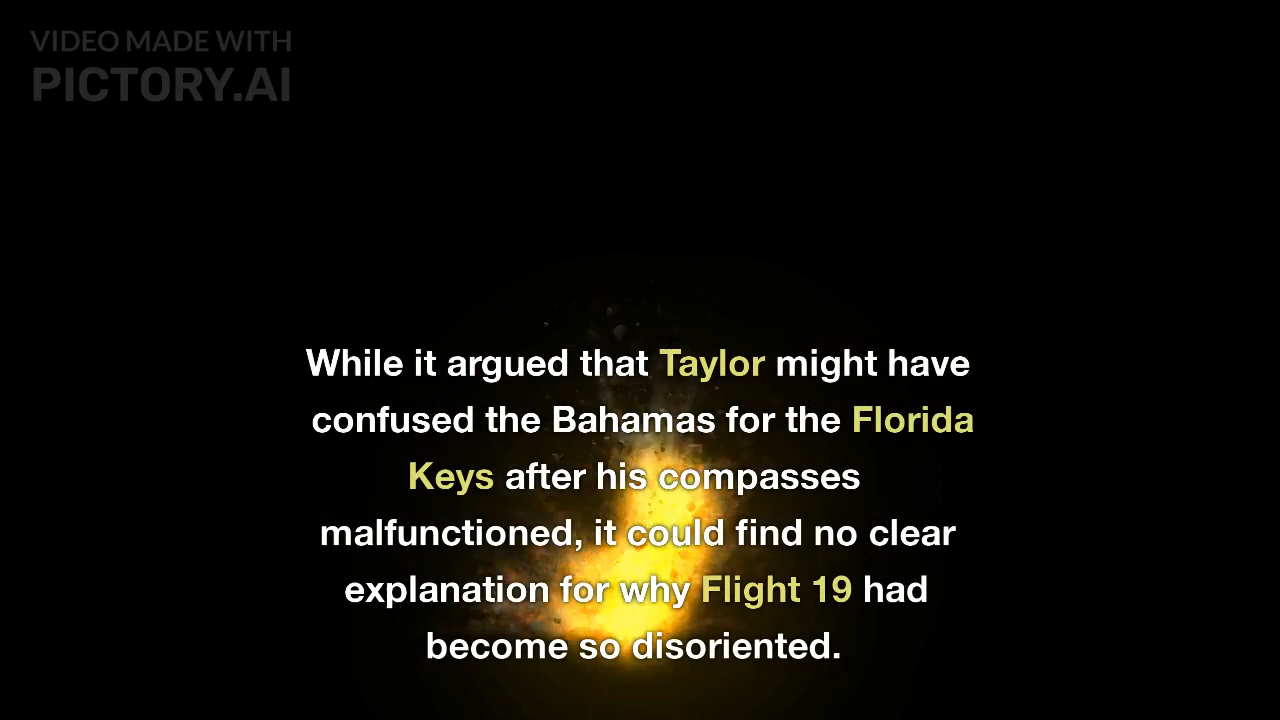 VIDEO MADE WITH
PICTORY.AI
While it argued that Taylor might have
confused the Bahamas for the Florida
Keys after his compasses
malfunctioned, it could find no clear
explanation for why Flight 19 had
become so disoriented.